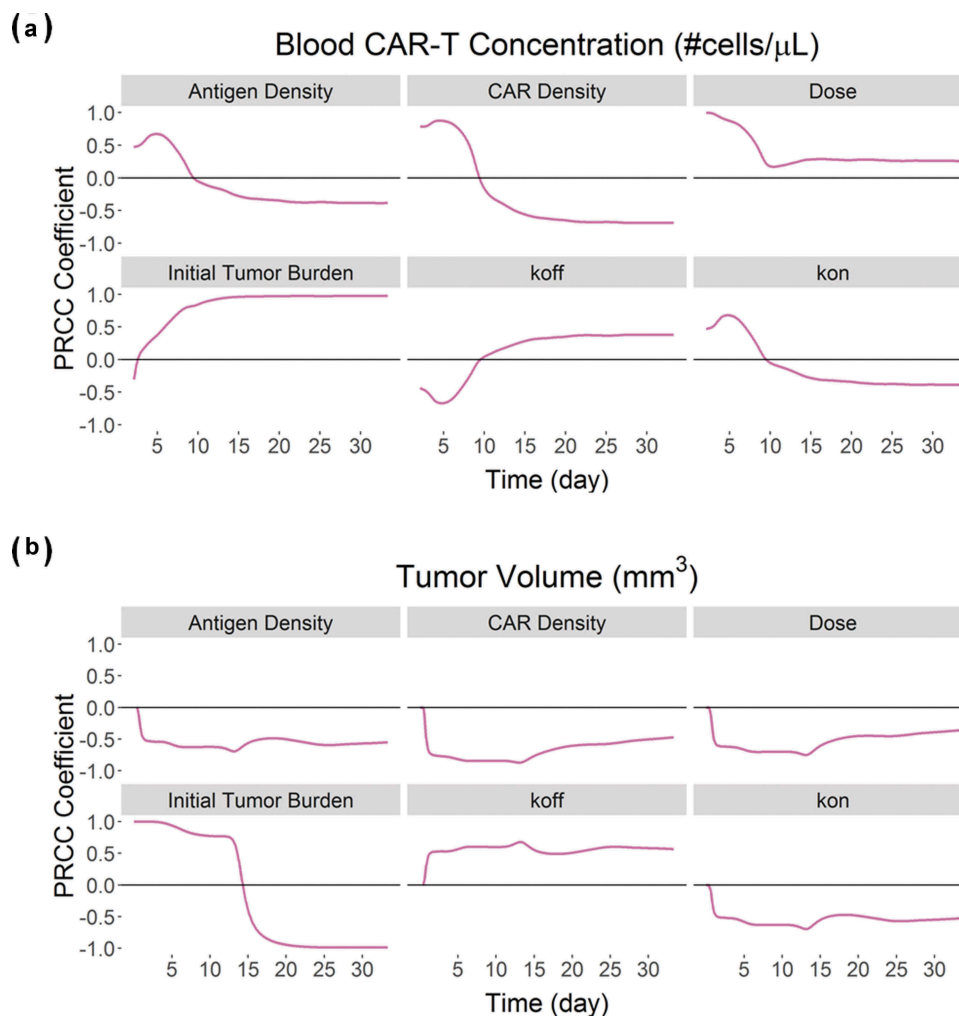 (a)
Blood CAR-T Concentration (#cells/μL)
Antigen Density CAR Density Dose
1.0
0.5
0.0
-0.5
-1.0
Initial Tumor Burden koff kon
1.0
0.5
0.0
-0.5
-1.0
PRCC Coefficient
5 10 15 20 25 30 5 10 15 20 25 30 5 10 15 20 25 30
Time (day)
(b)
Tumor Volume (mm³)
Antigen Density CAR Density Dose
1.0
0.5
0.0
-0.5
-1.0
Initial Tumor Burden koff kon
1.0
0.5
0.0
-0.5
-1.0
PRCC Coefficient
5 10 15 20 25 30 5 10 15 20 25 30 5 10 15 20 25 30
Time (day)